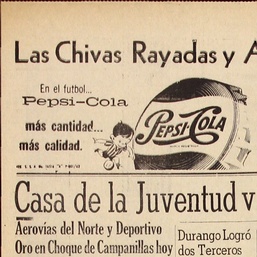 Las Chivas Rayadas y A
En el futbol...
Pepsi-Cola
más cantidad...
más calidad.
PEPSI-COLA
Casa de la Juventud v
Aerovías del Norte y Deportivo
Oro en Choque de Campanillas hoy
Durango Logró
dos Terceros